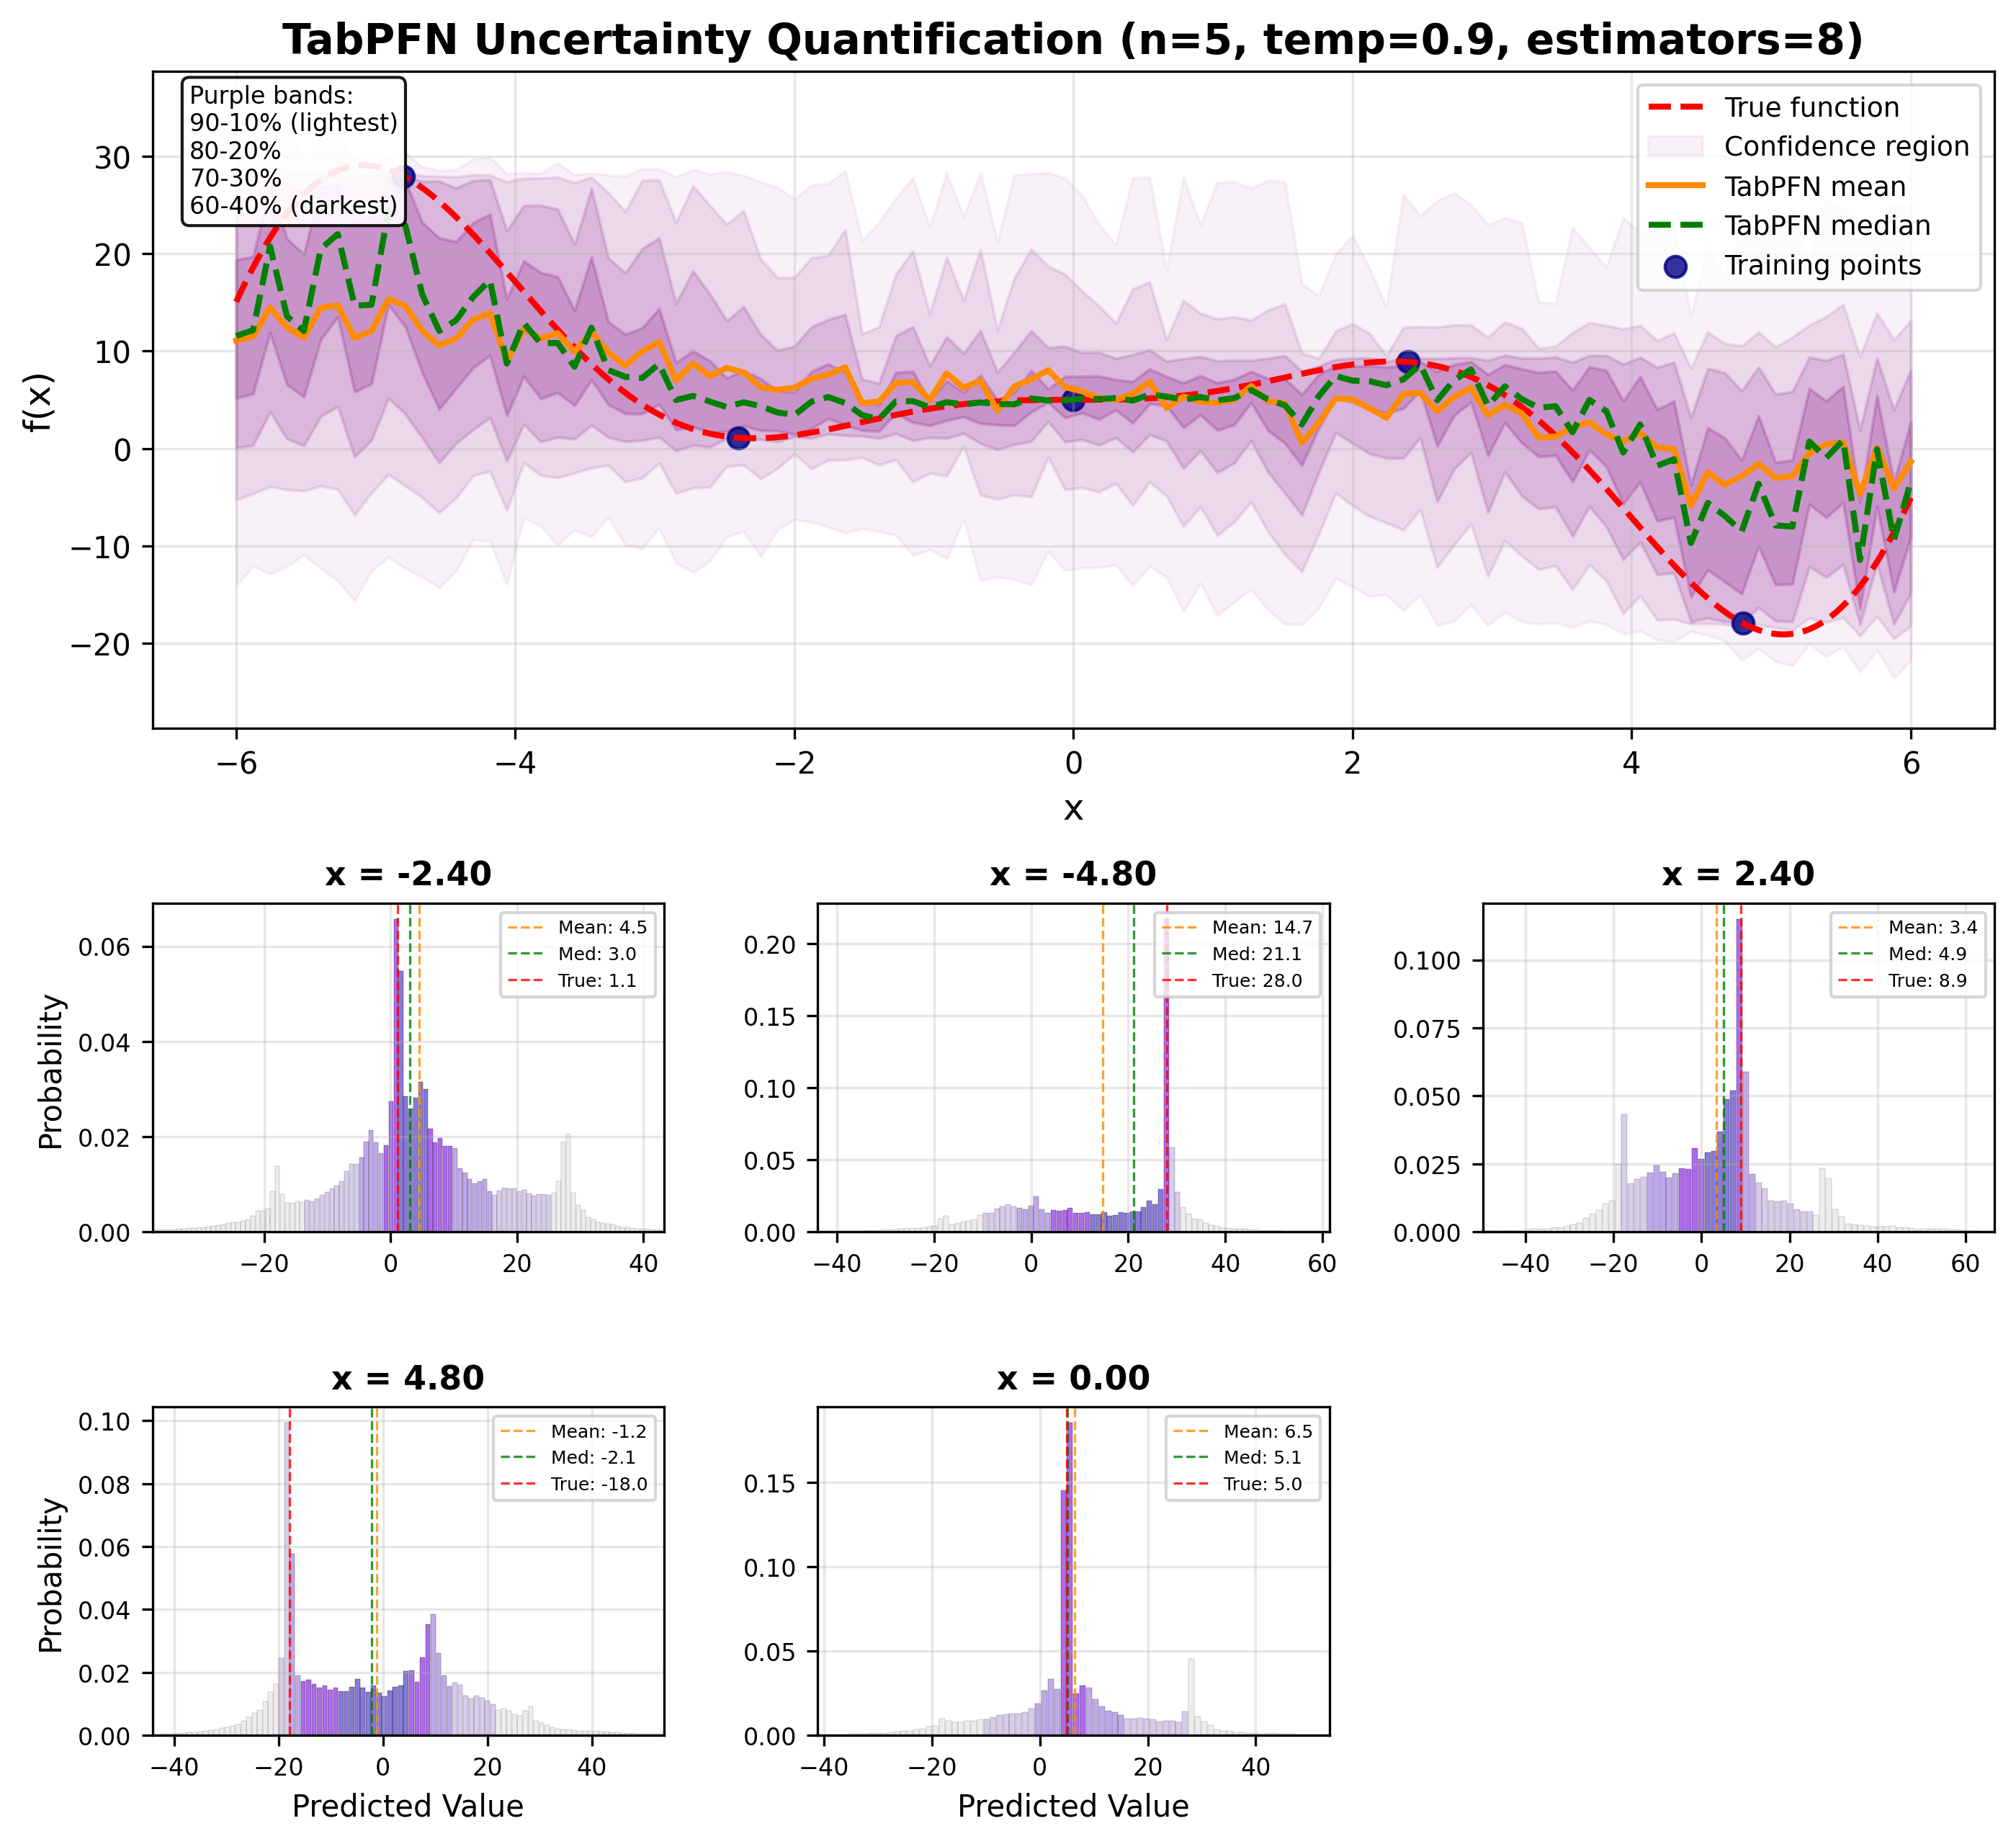 TabPFN Uncertainty Quantification (n=5, temp=0.9, estimators=8)
Purple bands:
90-10% (lightest)
80-20%
70-30%
60-40% (darkest)
True function
Confidence region
TabPFN mean
TabPFN median
Training points
f(x)
30
20
10
0
−10
−20
−6
−4
−2
0
2
4
6
x
x = -2.40
Probability
0.06
0.04
0.02
0.00
Mean: 4.5
Med: 3.0
True: 1.1
−20
0
20
40
x = -4.80
0.20
0.15
0.10
0.05
0.00
Mean: 14.7
Med: 21.1
True: 28.0
−40
−20
0
20
40
60
x = 2.40
0.100
0.075
0.050
0.025
0.000
Mean: 3.4
Med: 4.9
True: 8.9
−40
−20
0
20
40
60
x = 4.80
Probability
0.10
0.08
0.06
0.04
0.02
0.00
Mean: -1.2
Med: -2.1
True: -18.0
−40
−20
0
20
40
Predicted Value
x = 0.00
0.15
0.10
0.05
0.00
Mean: 6.5
Med: 5.1
True: 5.0
−40
−20
0
20
40
Predicted Value